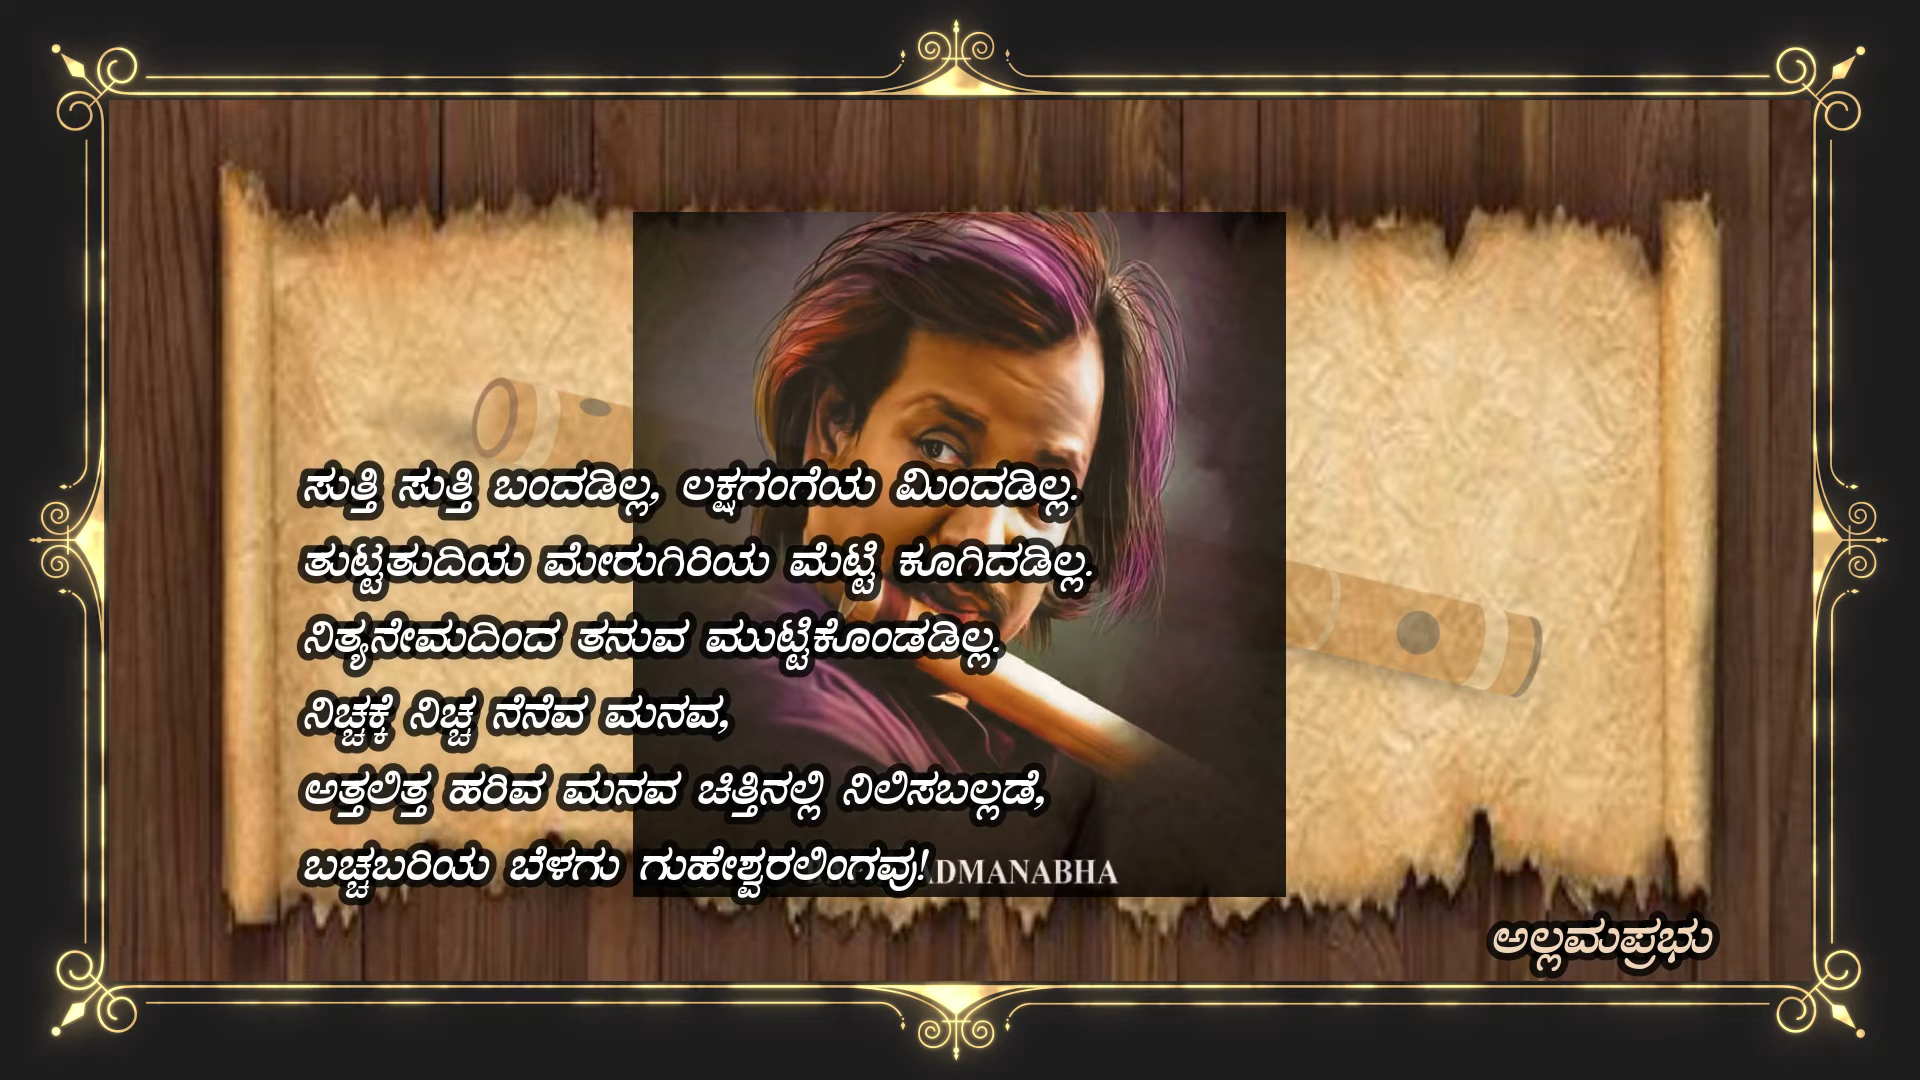 ಸುತ್ತಿ ಸುತ್ತಿ ಬಂದಡಿಲ್ಲ, ಲಕ್ಷಗಂಗೆಯ ಮಿಂದಡಿಲ್ಲ.
ತುಟ್ಟತುದಿಯ ಮೇರುಗಿರಿಯ ಮೆಟ್ಟಿ ಕೂಗಿದಡಿಲ್ಲ.
ನಿತ್ಯನೇಮದಿಂದ ತನುವ ಮುಟ್ಟಿಕೊಂಡಡಿಲ್ಲ.
ನಿಚ್ಚಕ್ಕೆ ನಿಚ್ಚ ನೆನೆವ ಮನವ,
ಅತ್ತಲಿತ್ತ ಹರಿವ ಮನವ ಚಿತ್ತಿನಲ್ಲಿ ನಿಲಿಸಬಲ್ಲಡೆ,
ಬಚ್ಚಬರಿಯ ಬೆಳಗು ಗುಹೇಶ್ವರಲಿಂಗವು!
ಅಲ್ಲಮಪ್ರಭು